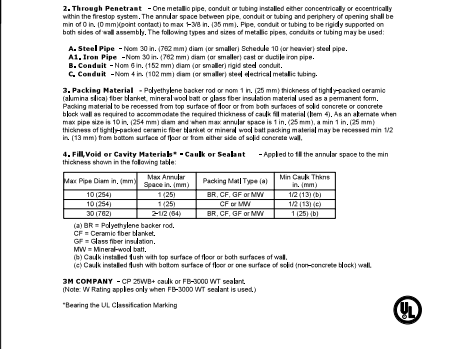 2. Through Penetrant - One metallic pipe, conduit or tubing installed either concentrically or eccentrically
within the firestop system. The annular space between pipe, conduit or tubing and periphery of opening shall be
min of 0 in. (0 mm)(point contact) to max 1-3/8 in. (35 mm). Pipe, conduit or tubing to be rigidly supported on
both sides of wall assembly. The following types and sizes of metallic pipes, conduits or tubing may be used:
A. Steel Pipe - Nom 30 in. (762 mm) diam (or smaller) Schedule 10 (or heavier) steel pipe.
A1. Iron Pipe - Nom 30 in. (762 mm) diam (or smaller) cast or ductile iron pipe.
B. Conduit - Nom 6 in. (152 mm) diam (or smaller) rigid steel conduit.
C. Conduit - Nom 4 in. (102 mm) diam (or smaller) steel electrical metallic tubing.
3. Packing Material - Polyethylene backer rod or nom 1 in. (25 mm) thickness of tightly-packed ceramic
(alumina silica) fiber blanket, mineral wool batt or glass fiber insulation material used as a permanent form.
Packing material to be recessed from top surface of floor or from both surfaces of solid concrete or concrete
block wall as required to accommodate the required thickness of caulk fill material (Item 4). As an alternate when
max pipe size is 10 in. (254 mm) diam and when max annular space is 1 in. (25 mm), a min 1 in. (25 mm)
thickness of tightly-packed ceramic fiber blanket or mineral wool batt packing material may be recessed min 1/2
in. (13 mm) from bottom surface of floor or from either side of solid concrete wall.
4. Fill,Void or Cavity Materials* - Caulk or Sealant - Applied to fill the annular space to the min
thickness shown in the following table:
Max Pipe Diam in. (mm) Max Annular Space in. (mm) Packing Matl Type (a) Min Caulk Thkns in. (mm)
10 (254) 1 (25) BR, CF, GF or MW 1/2 (13) (b)
10 (254) 1 (25) CF or MW 1/2 (13) (c)
30 (762) 2-1/2 (64) BR, CF, GF or MW 1 (25) (b)
(a) BR = Polyethylene backer rod.
CF = Ceramic fiber blanket.
GF = Glass fiber insulation.
MW = Mineral-wool batt.
(b) Caulk installed flush with top surface of floor or both surfaces of wall.
(c) Caulk installed flush with bottom surface of floor or one surface of solid (non-concrete block) wall.
3M COMPANY - CP 25WB+ caulk or FB-3000 WT sealant.
(Note: W Rating applies only when FB-3000 WT sealant is used.)
*Bearing the UL Classification Marking
UL